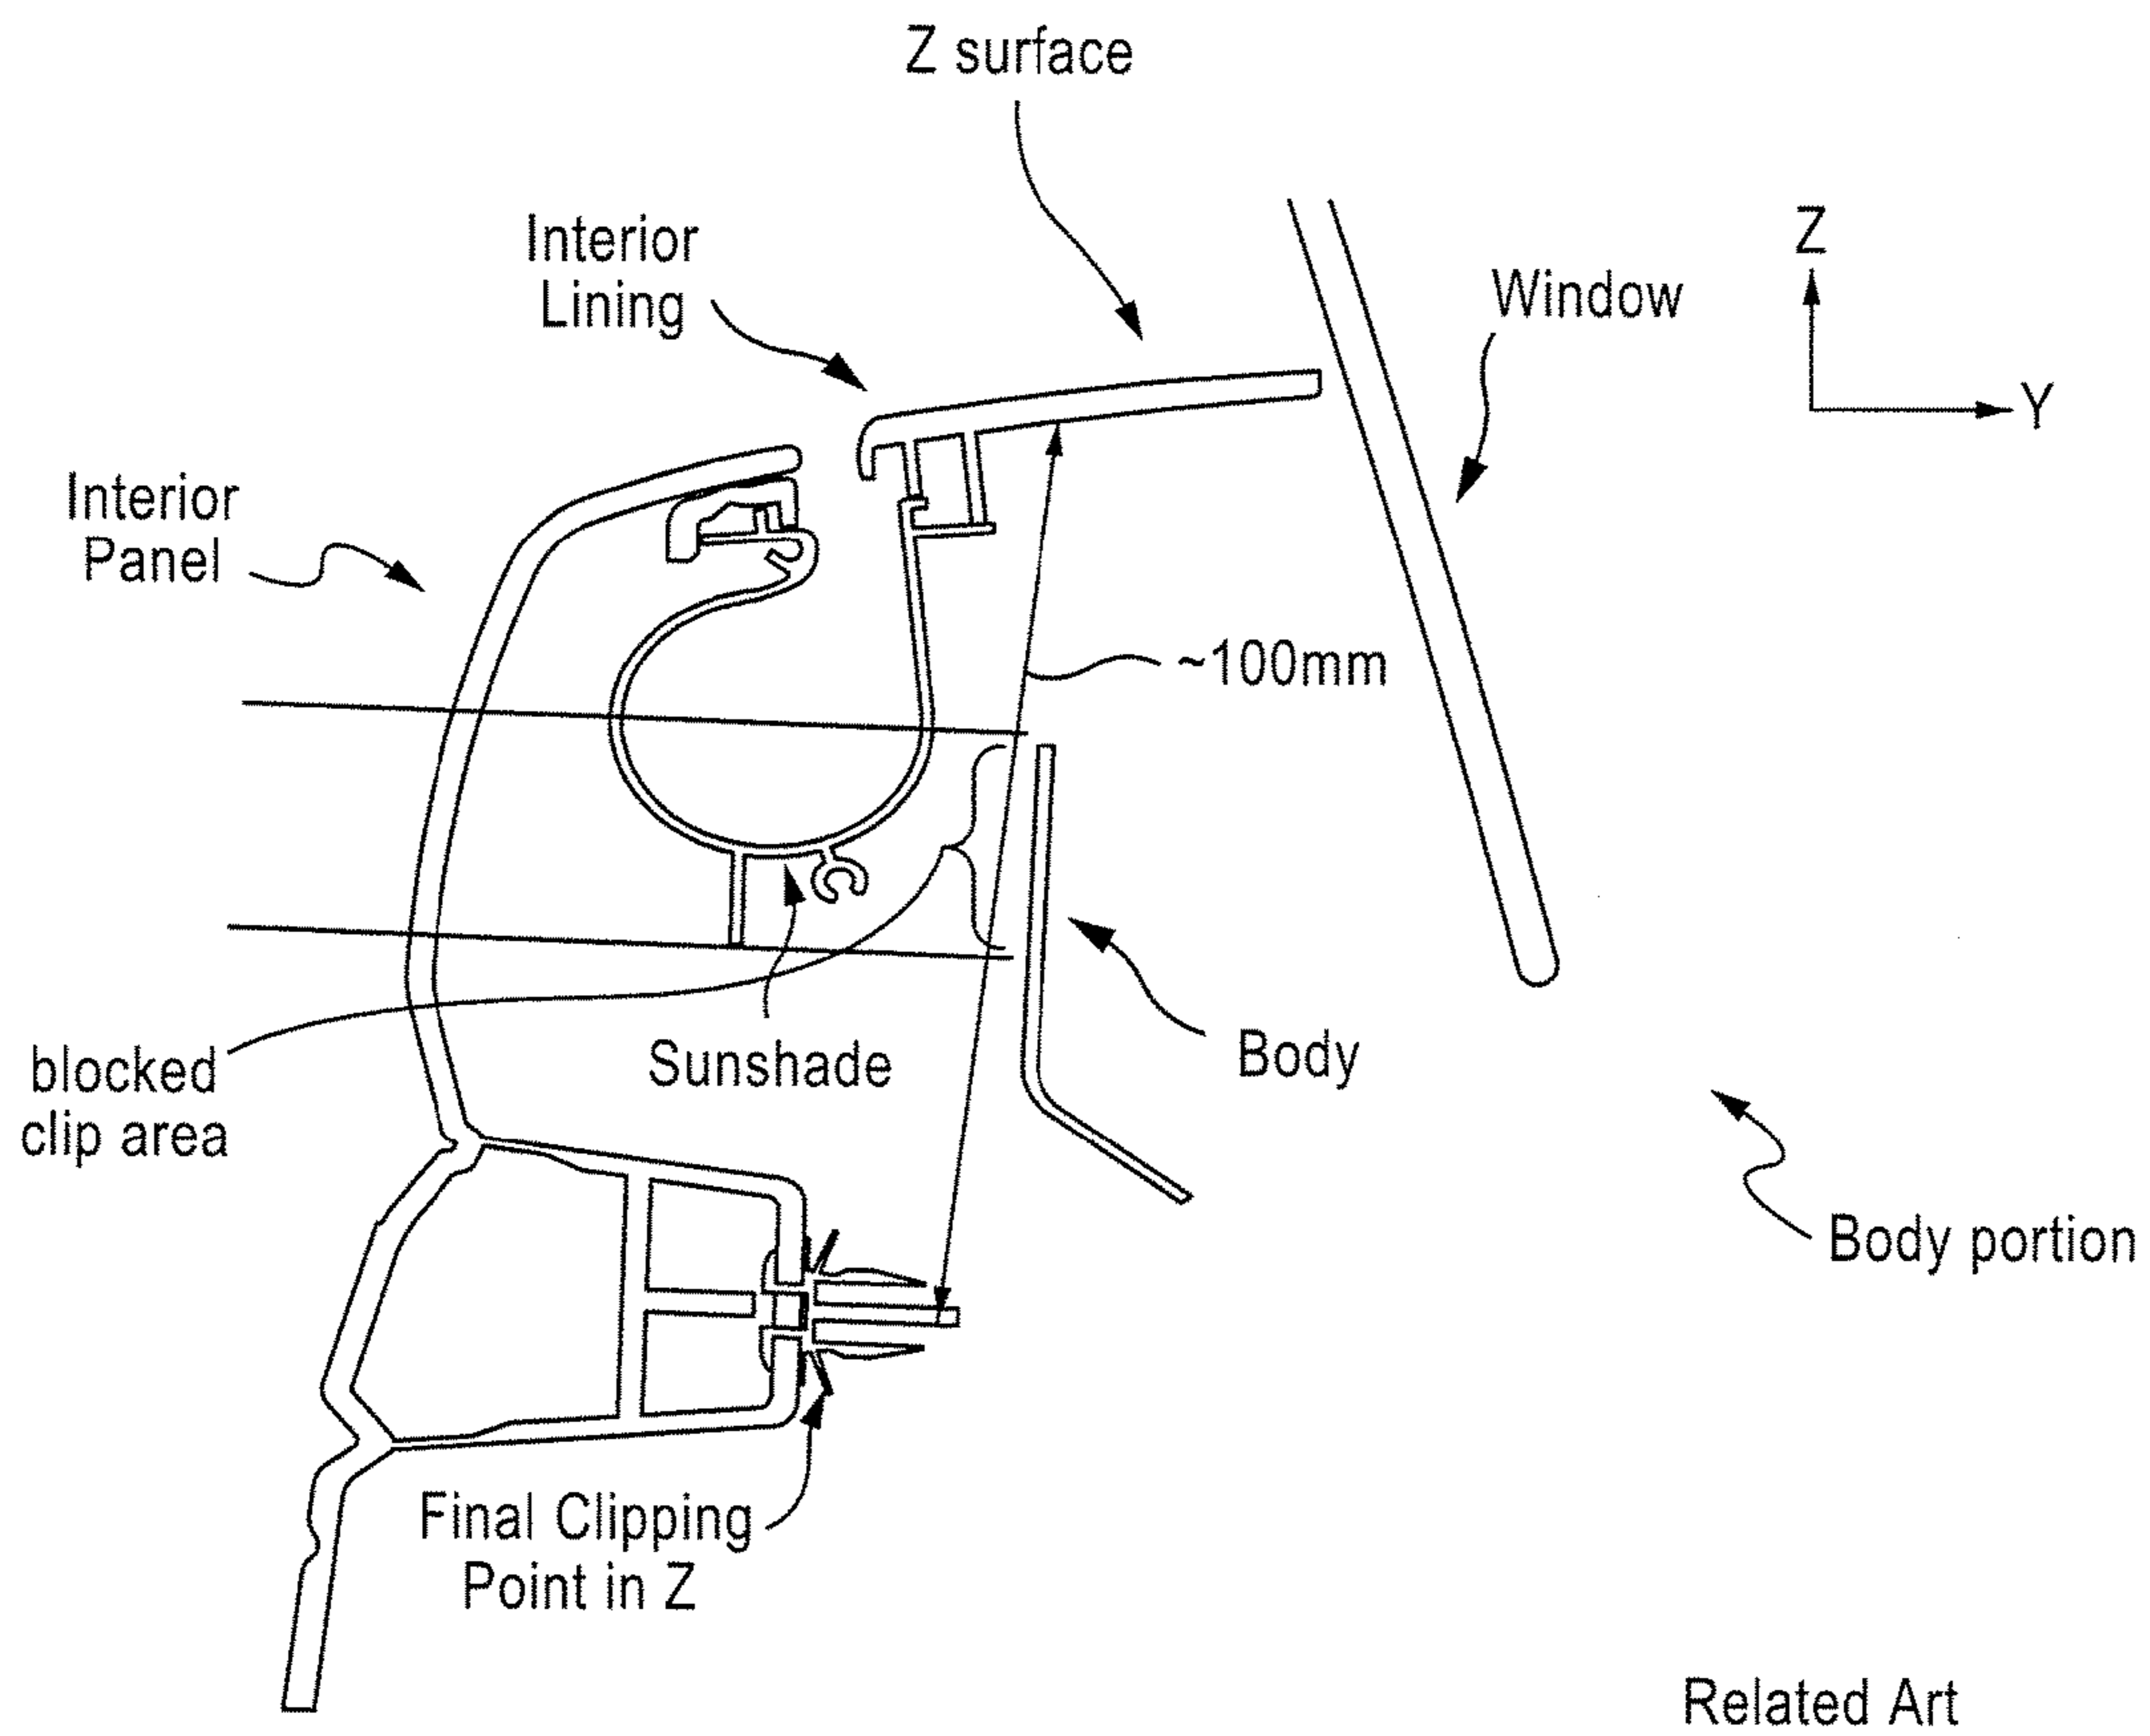 Z surface
Interior
Lining
Z
Window
Y
Interior
Panel
~100mm
Body
Sunshade
blocked
clip area
Body portion
Final Clipping
Point in Z
Related Art